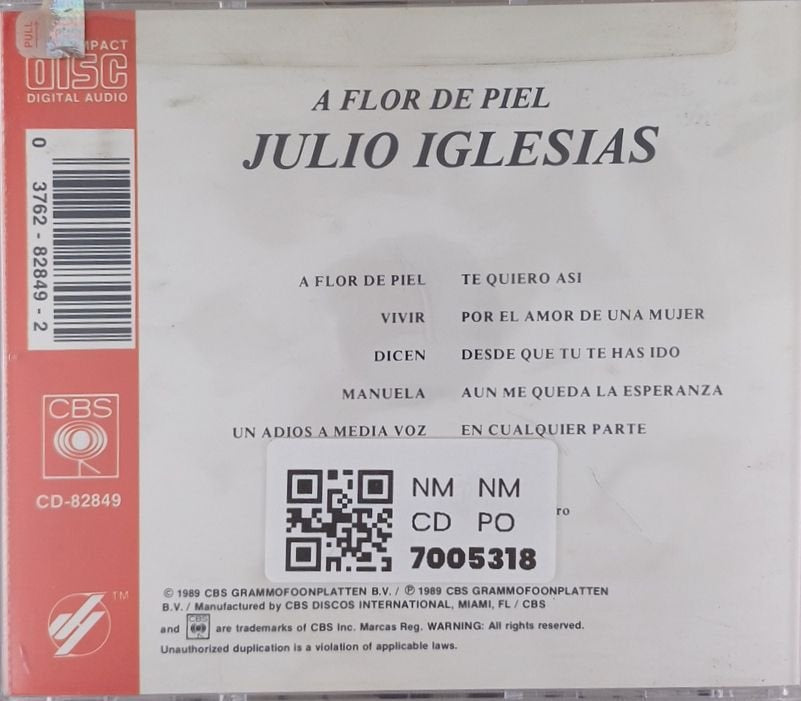 PULL
COMPACT
DISC
DIGITAL AUDIO
A FLOR DE PIEL
JULIO IGLESIAS
0 3762-82849-2
A FLOR DE PIEL TE QUIERO ASI
VIVIR POR EL AMOR DE UNA MUJER
DICEN DESDE QUE TU TE HAS IDO
MANUELA AUN ME QUEDA LA ESPERANZA
UN ADIOS A MEDIA VOZ EN CUALQUIER PARTE
CBS
CD-82849
NM NM
CD PO
7005318
ro
TM
© 1989 CBS GRAMMOFOONPLATTEN B.V. / ℗ 1989 CBS GRAMMOFOONPLATTEN
B.V. / Manufactured by CBS DISCOS INTERNATIONAL, MIAMI, FL / CBS
and CBS are trademarks of CBS Inc. Marcas Reg. WARNING: All rights reserved.
Unauthorized duplication is a violation of applicable laws.